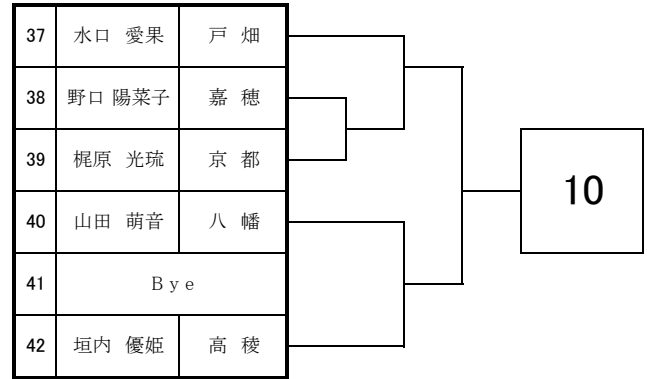 37 水口 愛果 戸 畑
38 野口 陽菜子 嘉 穂
39 梶原 光琉 京 都
40 山田 萌音 八 幡
41 Bye
42 垣内 優姫 高 稜
10